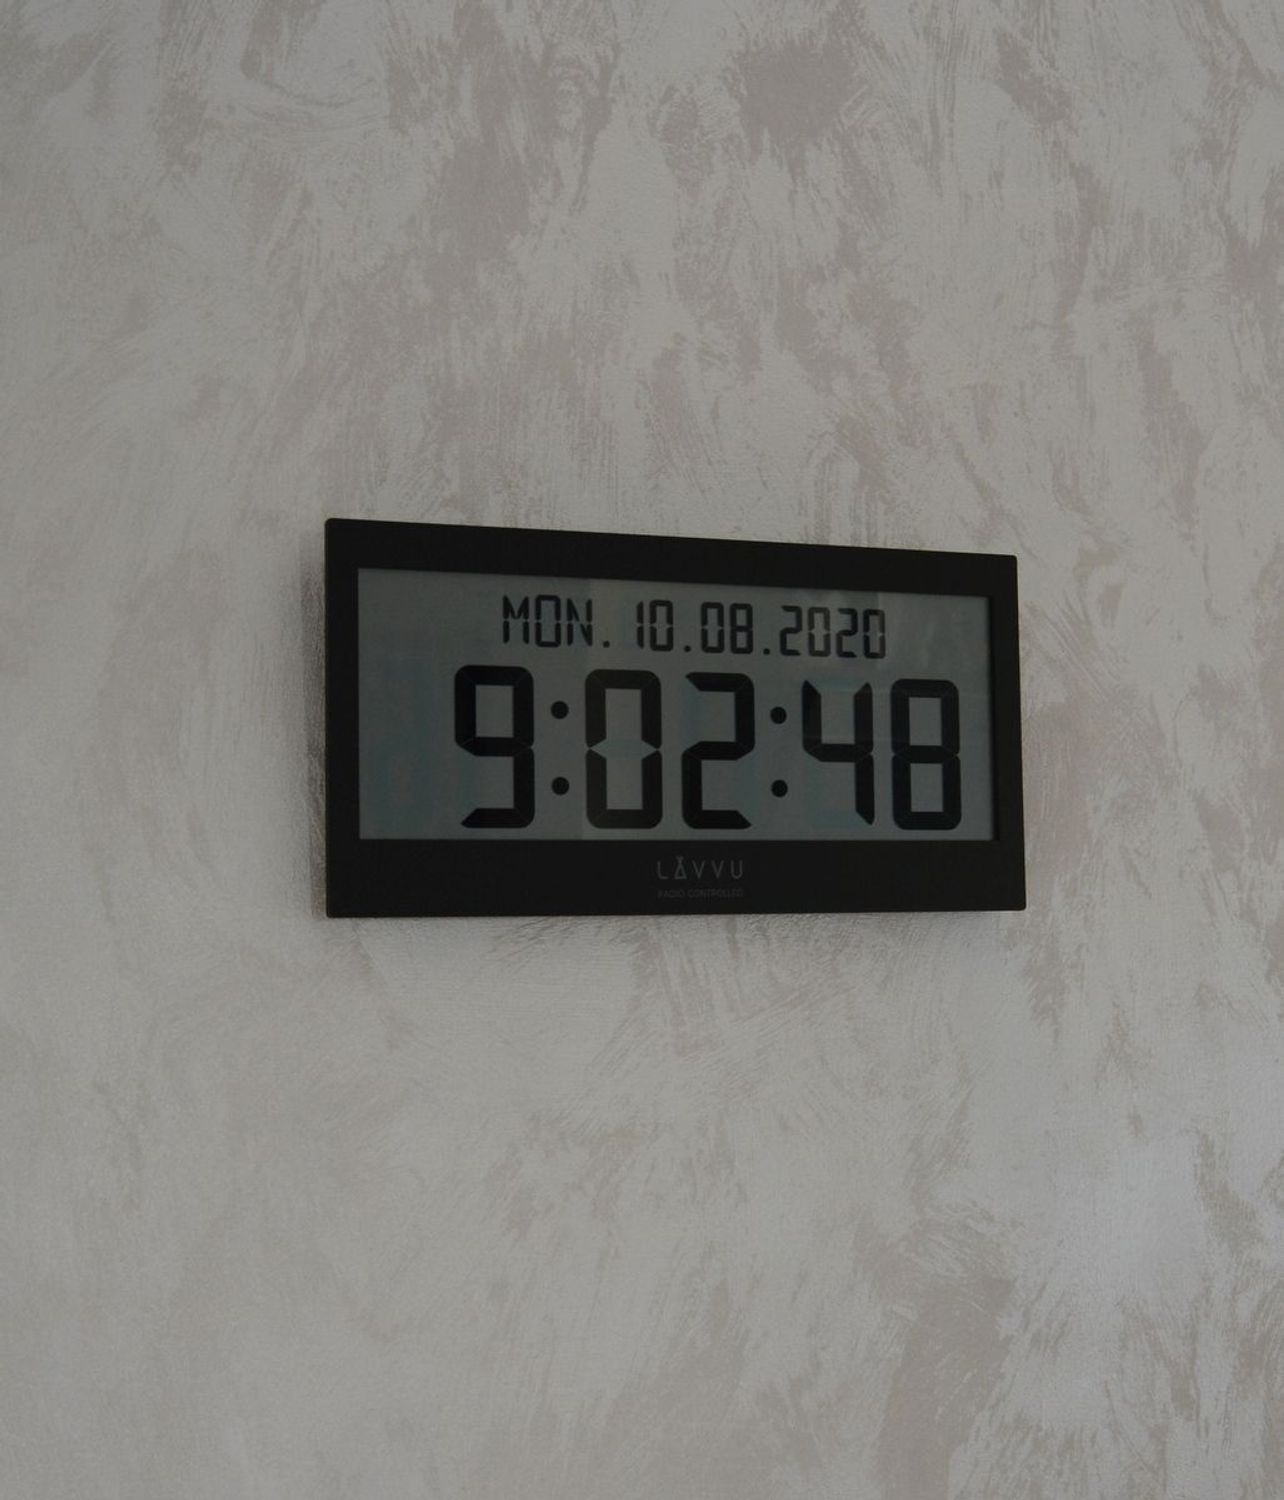 MON. 10.08.2020
9:02:48
LAVVU
RADIO CONTROLLED